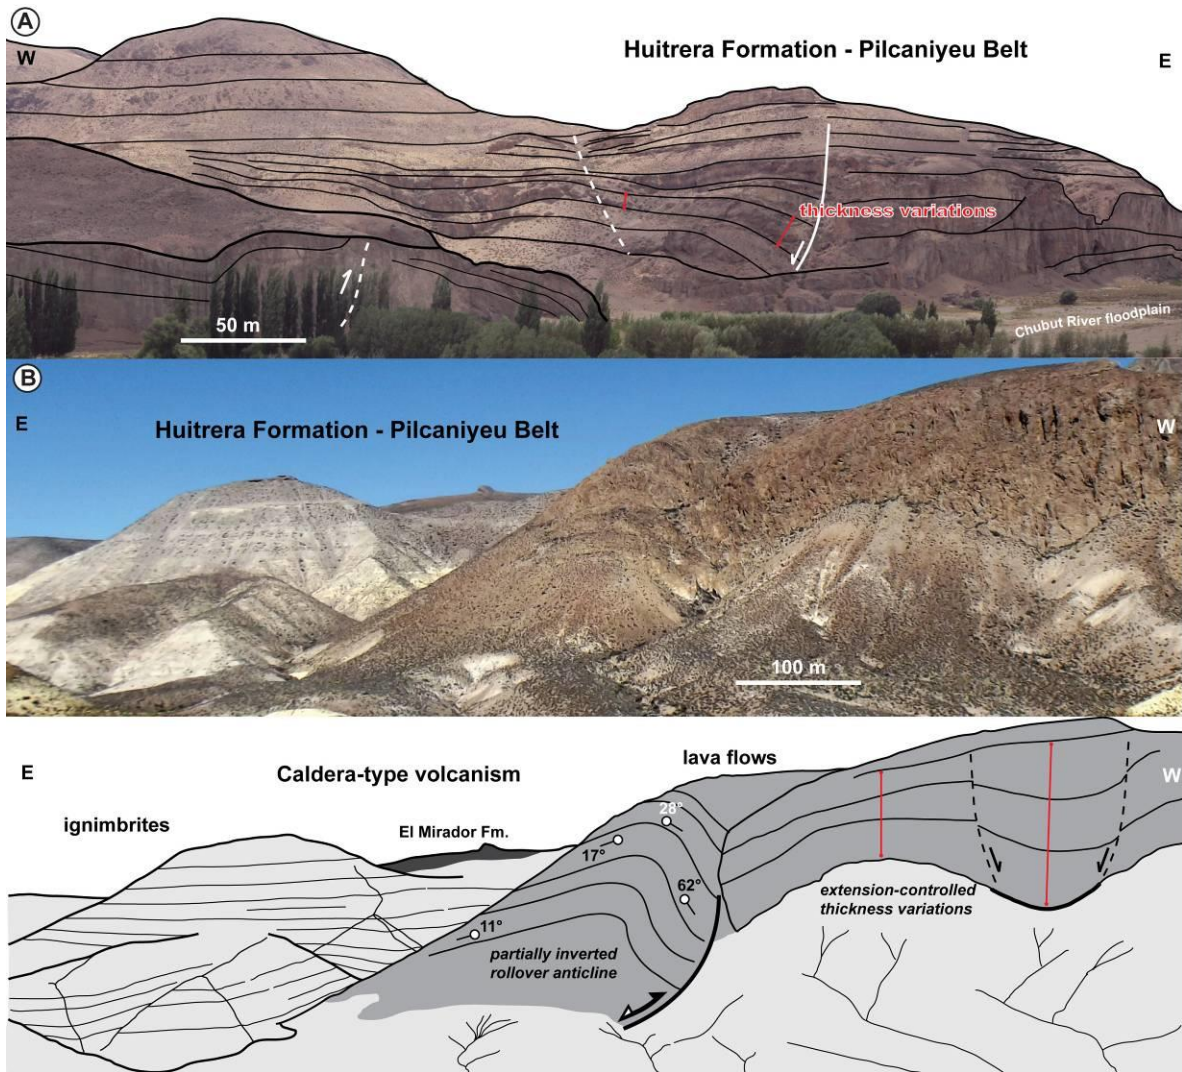 A
W
Huitrera Formation - Pilcaniyeu Belt
E
thickness variations
50 m
Chubut River floodplain
B
E
Huitrera Formation - Pilcaniyeu Belt
W
100 m
E
Caldera-type volcanism
lava flows
W
ignimbrites
El Mirador Fm.
28°
17°
62°
11°
partially inverted
rollover anticline
extension-controlled
thickness variations